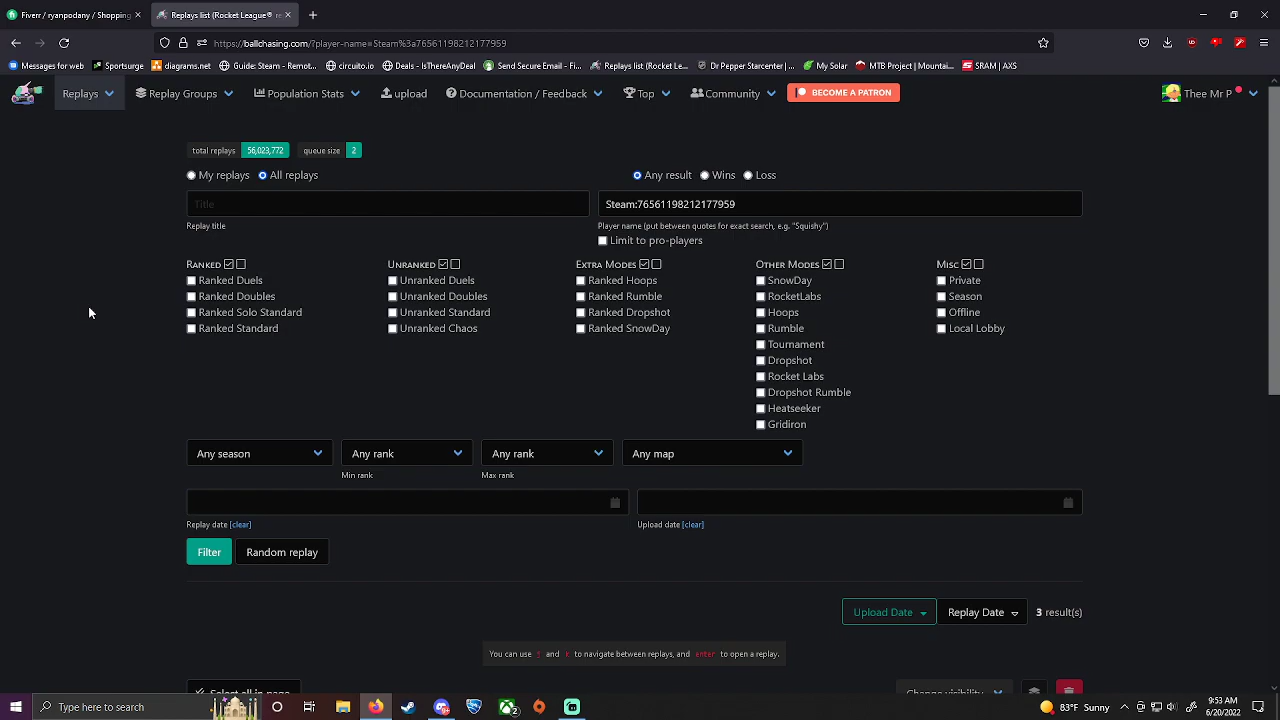 Fiverr / ryanpdany / Shopping
Replays list (Rocket League® re
https://ballchasing.com/?player-name=Steam%3a76561198212177959
Messages for web
Sportsurge
diagrams.net
Guide: Steam - Remot...
circuito.io
Deals - IsThereAnyDeal
Send Secure Email - Fi...
Replays list (Rocket Le...
Dr Pepper Starcenter -...
My Solar
MTB Project | Mountai...
SRAM | AXS
Replays
Replay Groups
Population Stats
upload
Documentation / Feedback
Top
Community
BECOME A PATRON
Thee Mr P
total replays 56,023,772 queue size 2
My replays All replays
Any result Wins Loss
Title
Steam:76561198212177959
Replay title
Player name (put between quotes for exact search, e.g. "Squishy")
Limit to pro-players
Ranked
Ranked Duels
Ranked Doubles
Ranked Solo Standard
Ranked Standard
Unranked
Unranked Duels
Unranked Doubles
Unranked Standard
Unranked Chaos
Extra Modes
Ranked Hoops
Ranked Rumble
Ranked Dropshot
Ranked SnowDay
Other Modes
SnowDay
RocketLabs
Hoops
Rumble
Tournament
Dropshot
Rocket Labs
Dropshot Rumble
Heatseeker
Gridiron
Misc
Private
Season
Offline
Local Lobby
Any season
Any rank
Any rank
Any map
Min rank
Max rank
Replay date [clear]
Upload date [clear]
Filter
Random replay
Upload Date
Replay Date
3 result(s)
You can use and k to navigate between replays, and enter to open a replay.
Select all in page
Change visibility
Type here to search
2
83°F Sunny
9:53 AM
6/20/2022